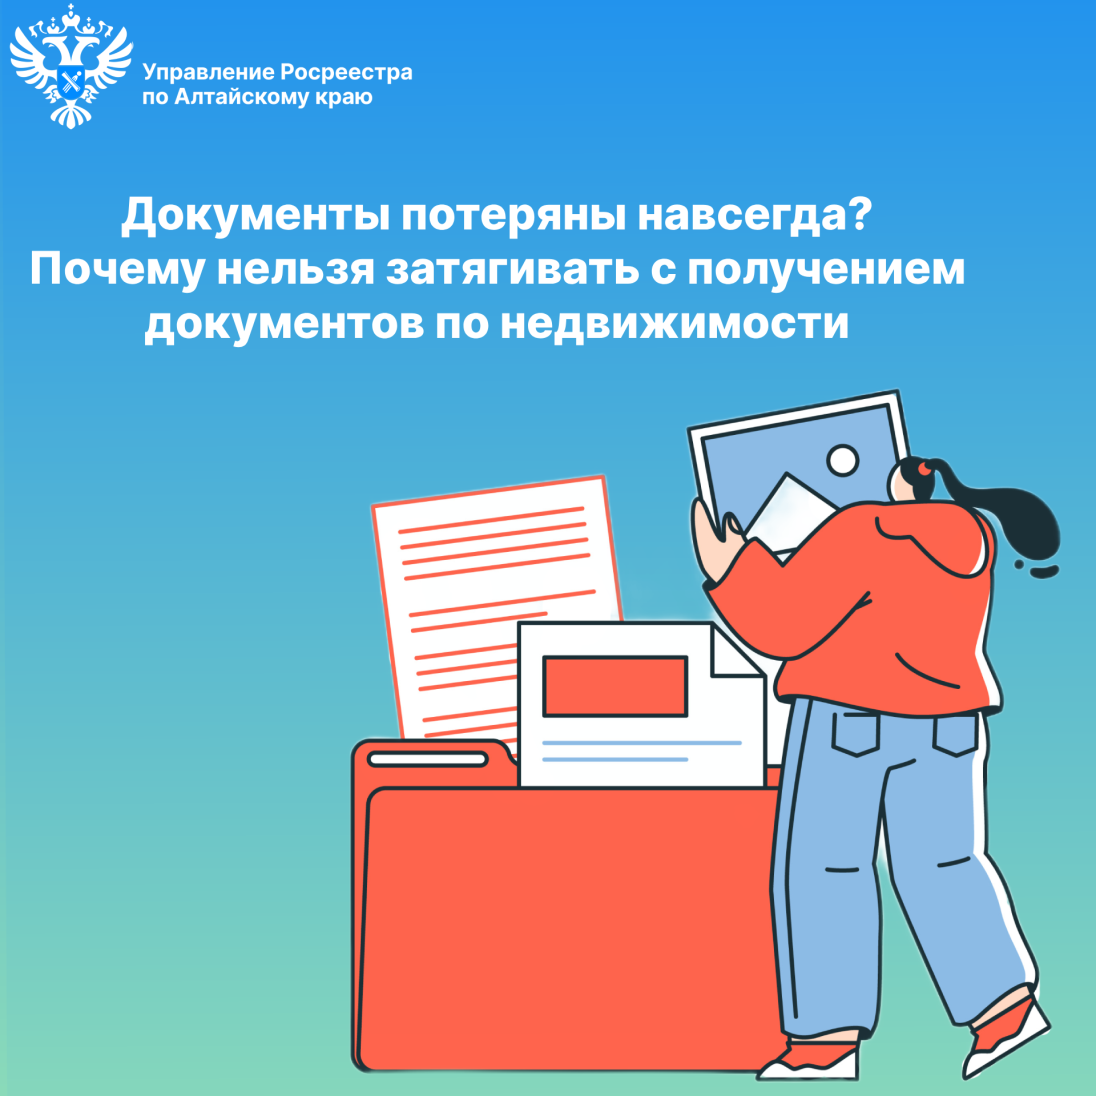 Управление Росреестра
по Алтайскому краю
Документы потеряны навсегда?
Почему нельзя затягивать с получением
документов по недвижимости